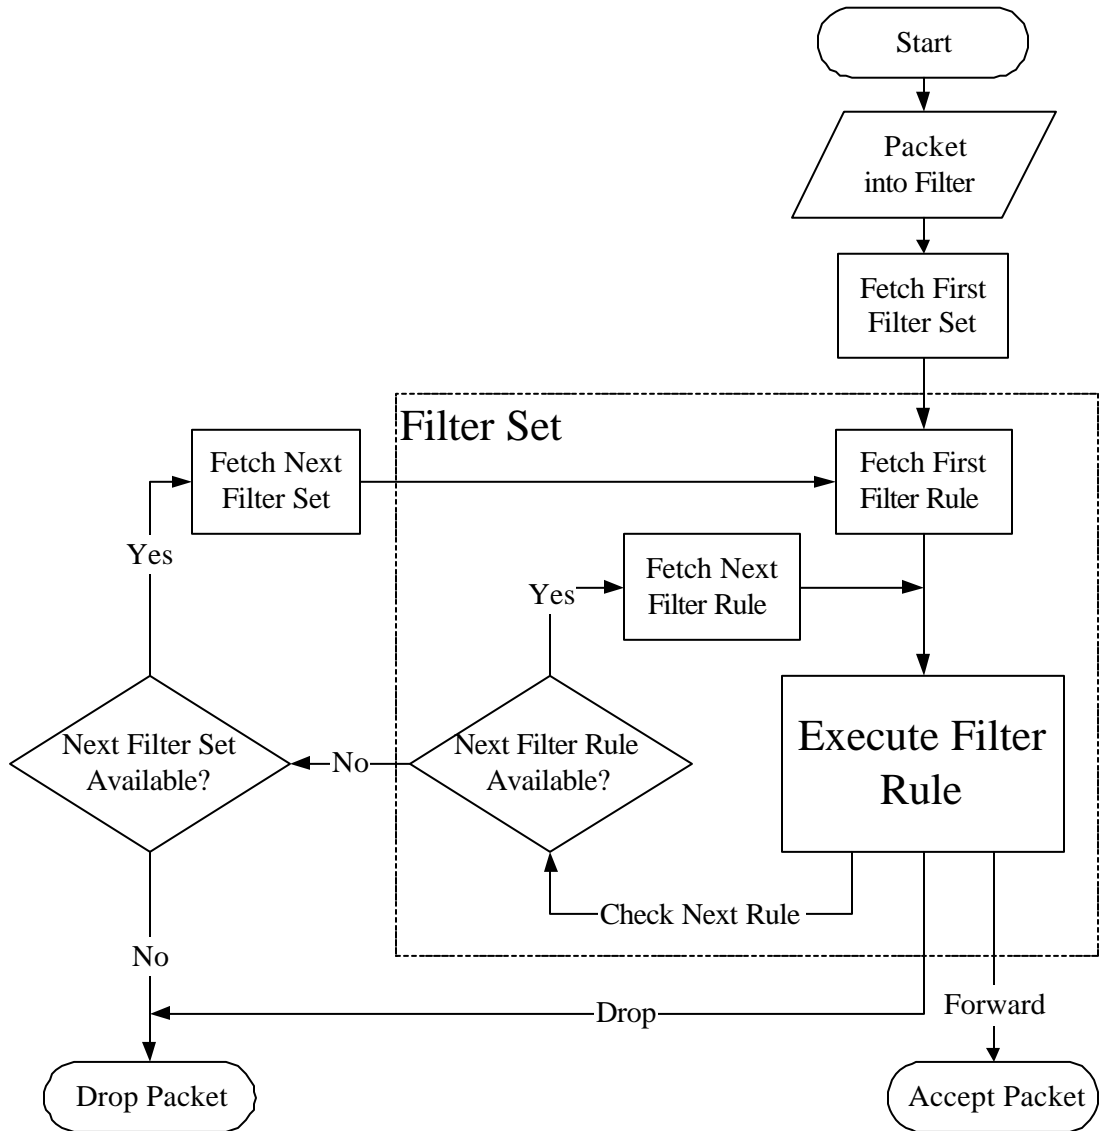 Start
Packet
into Filter
Fetch First
Filter Set
Filter Set
Fetch Next
Filter Set
Fetch First
Filter Rule
Yes
Fetch Next
Filter Rule
Yes
Next Filter Set
Available?
No
Next Filter Rule
Available?
Execute Filter
Rule
Check Next Rule
No
Drop
Forward
Drop Packet
Accept Packet